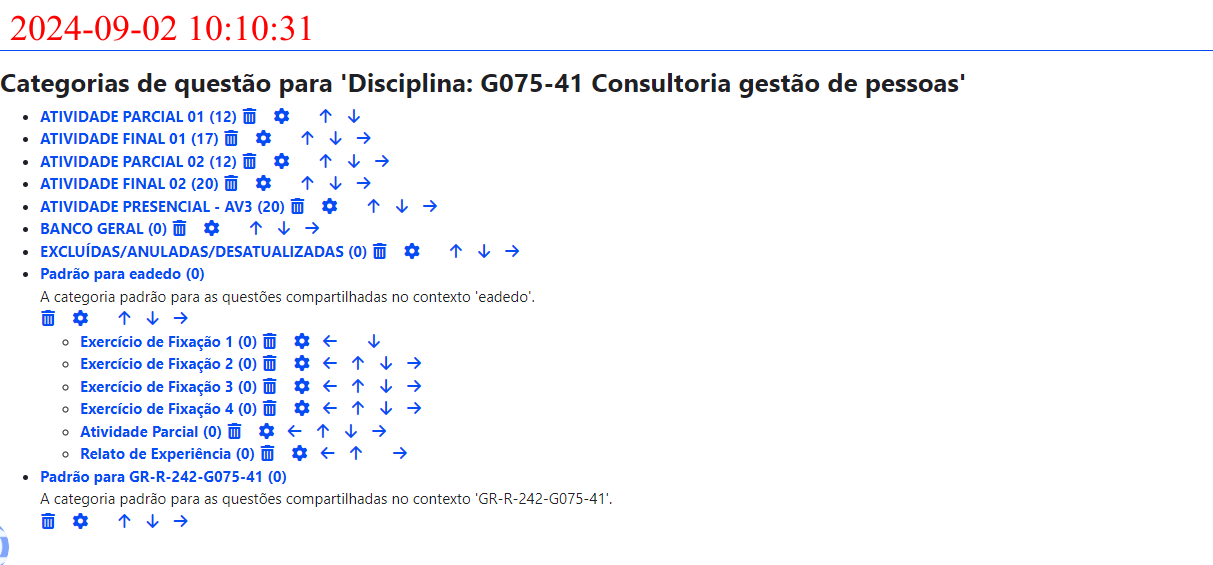 2024-09-02 10:10:31
Categorias de questão para 'Disciplina: G075-41 Consultoria gestão de pessoas'
ATIVIDADE PARCIAL 01 (12)
ATIVIDADE FINAL 01 (17)
ATIVIDADE PARCIAL 02 (12)
ATIVIDADE FINAL 02 (20)
ATIVIDADE PRESENCIAL - AV3 (20)
BANCO GERAL (0)
EXCLUÍDAS/ANULADAS/DESATUALIZADAS (0)
Padrão para eadedo (0)
A categoria padrão para as questões compartilhadas no contexto 'eadedo'.
Exercício de Fixação 1 (0)
Exercício de Fixação 2 (0)
Exercício de Fixação 3 (0)
Exercício de Fixação 4 (0)
Atividade Parcial (0)
Relato de Experiência (0)
Padrão para GR-R-242-G075-41 (0)
A categoria padrão para as questões compartilhadas no contexto 'GR-R-242-G075-41'.